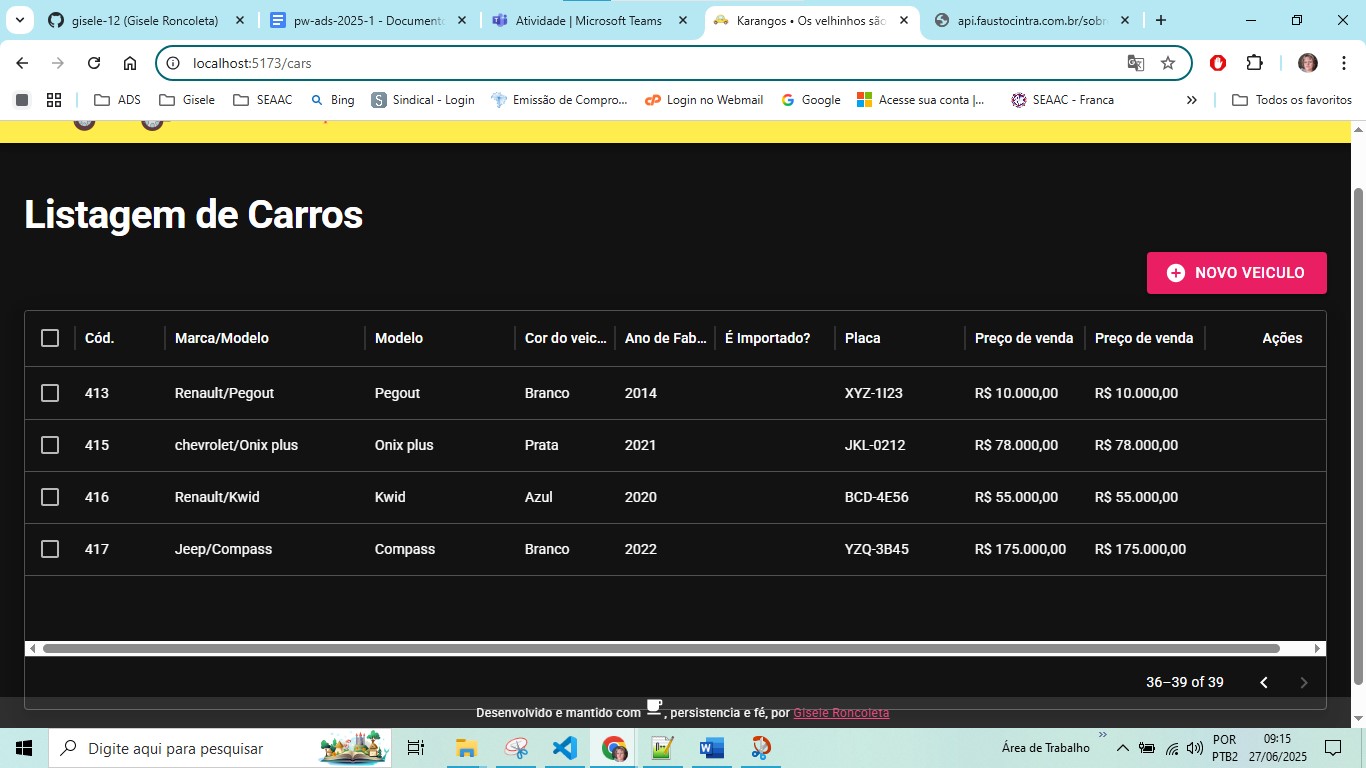 gisele-12 (Gisele Roncoleta)
pw-ads-2025-1 - Documento
Atividade | Microsoft Teams
Karangos • Os velhinhos são
api.faustocintra.com.br/sobr
localhost:5173/cars
ADS
Gisele
SEAAC
Bing
Sindical - Login
Emissão de Compro...
Login no Webmail
Google
Acesse sua conta |...
SEAAC - Franca
Todos os favoritos
Listagem de Carros
NOVO VEICULO
Cód. Marca/Modelo Modelo Cor do veic... Ano de Fab... É Importado? Placa Preço de venda Preço de venda Ações
413 Renault/Pegout Pegout Branco 2014 XYZ-1I23 R$ 10.000,00 R$ 10.000,00
415 chevrolet/Onix plus Onix plus Prata 2021 JKL-0212 R$ 78.000,00 R$ 78.000,00
416 Renault/Kwid Kwid Azul 2020 BCD-4E56 R$ 55.000,00 R$ 55.000,00
417 Jeep/Compass Compass Branco 2022 YZQ-3B45 R$ 175.000,00 R$ 175.000,00
36–39 of 39
Desenvolvido e mantido com , persistencia e fé, por Gisele Roncoleta
Digite aqui para pesquisar
Área de Trabalho
POR
PTB2
09:15
27/06/2025